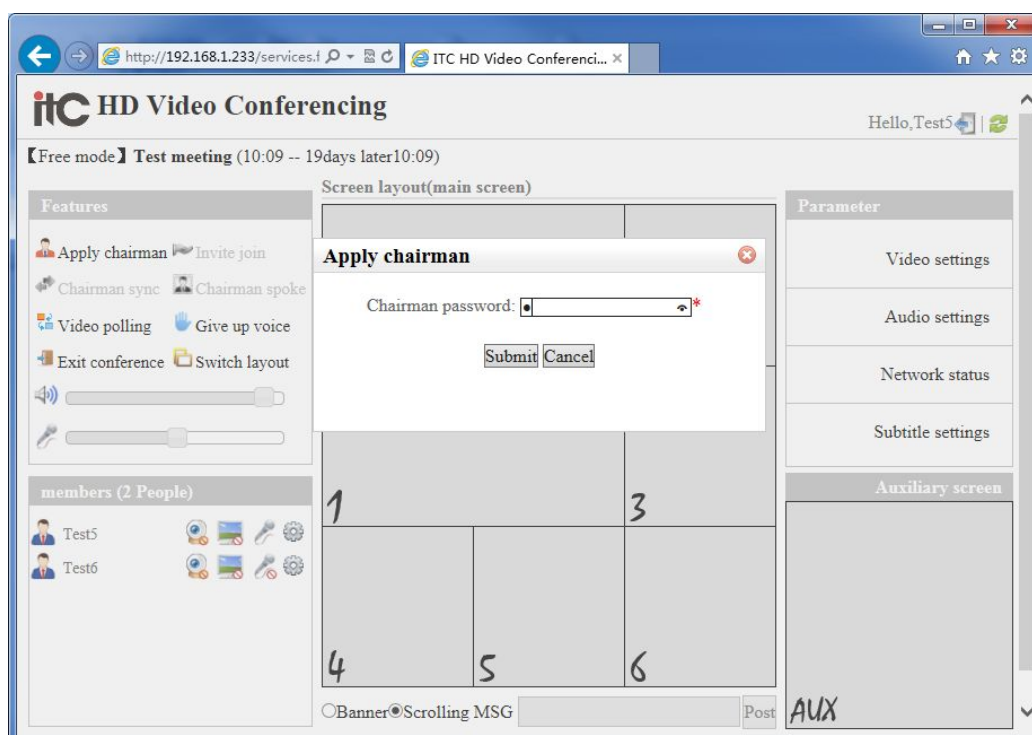 http://192.168.1.233/services.f
ITC HD Video Conferenci...
itc HD Video Conferencing
Hello,Test5
【Free mode】Test meeting (10:09 -- 19days later10:09)
Screen layout(main screen)
Features
Parameter
Apply chairman
Invite join
Chairman sync
Chairman spoke
Video polling
Give up voice
Exit conference
Switch layout
Apply chairman
Chairman password: ●*
Submit Cancel
Video settings
Audio settings
Network status
Subtitle settings
members (2 People)
Test5
Test6
1
3
4
5
6
Auxiliary screen
AUX
Banner Scrolling MSG
Post